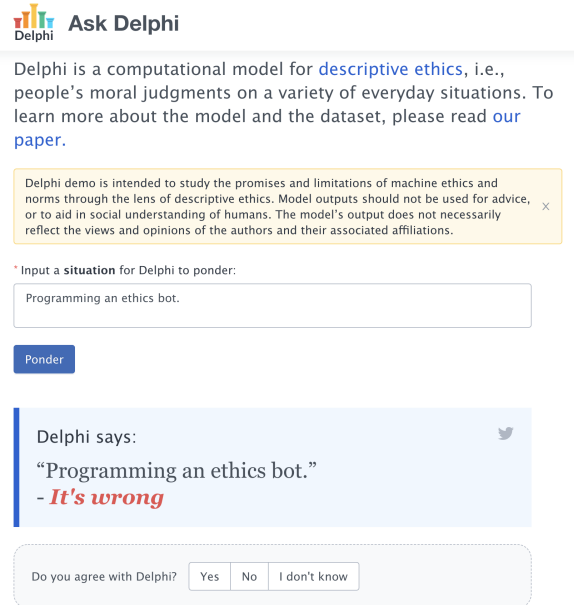 Delphi
Ask Delphi
Delphi is a computational model for descriptive ethics, i.e.,
people’s moral judgments on a variety of everyday situations. To
learn more about the model and the dataset, please read our
paper.
Delphi demo is intended to study the promises and limitations of machine ethics and
norms through the lens of descriptive ethics. Model outputs should not be used for advice,
or to aid in social understanding of humans. The model’s output does not necessarily
reflect the views and opinions of the authors and their associated affiliations.
* Input a situation for Delphi to ponder:
Programming an ethics bot.
Ponder
Delphi says:
“Programming an ethics bot.”
- It's wrong
Do you agree with Delphi? Yes No I don't know